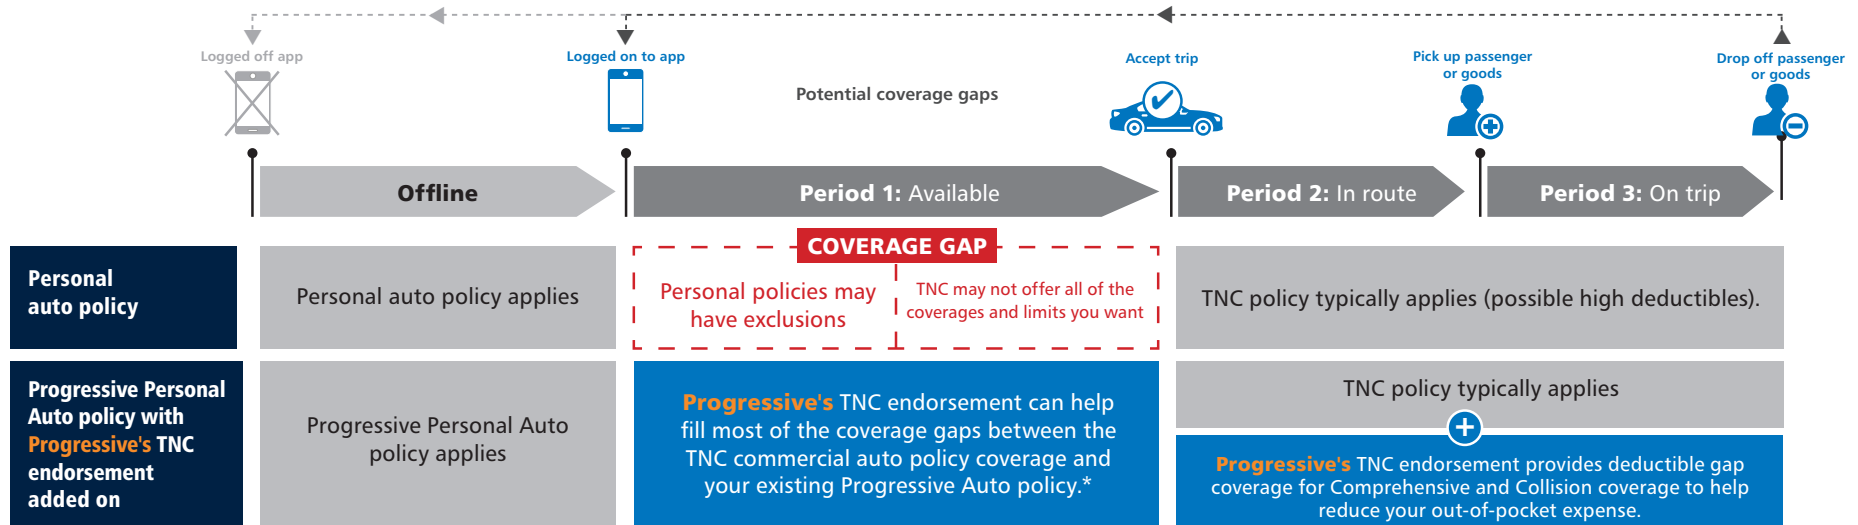 Logged off app
Logged on to app
Potential coverage gaps
Accept trip
Pick up passenger
or goods
Drop off passenger
or goods
Offline
Period 1: Available
Period 2: In route
Period 3: On trip
Personal
auto policy
Personal auto policy applies
COVERAGE GAP
Personal policies may
have exclusions
TNC may not offer all of the
coverages and limits you want
TNC policy typically applies (possible high deductibles).
Progressive Personal
Auto policy with
Progressive's TNC
endorsement
added on
Progressive Personal Auto
policy applies
Progressive's TNC endorsement can help
fill most of the coverage gaps between the
TNC commercial auto policy coverage and
your existing Progressive Auto policy.*
TNC policy typically applies
+
Progressive's TNC endorsement provides deductible gap
coverage for Comprehensive and Collision coverage to help
reduce your out-of-pocket expense.